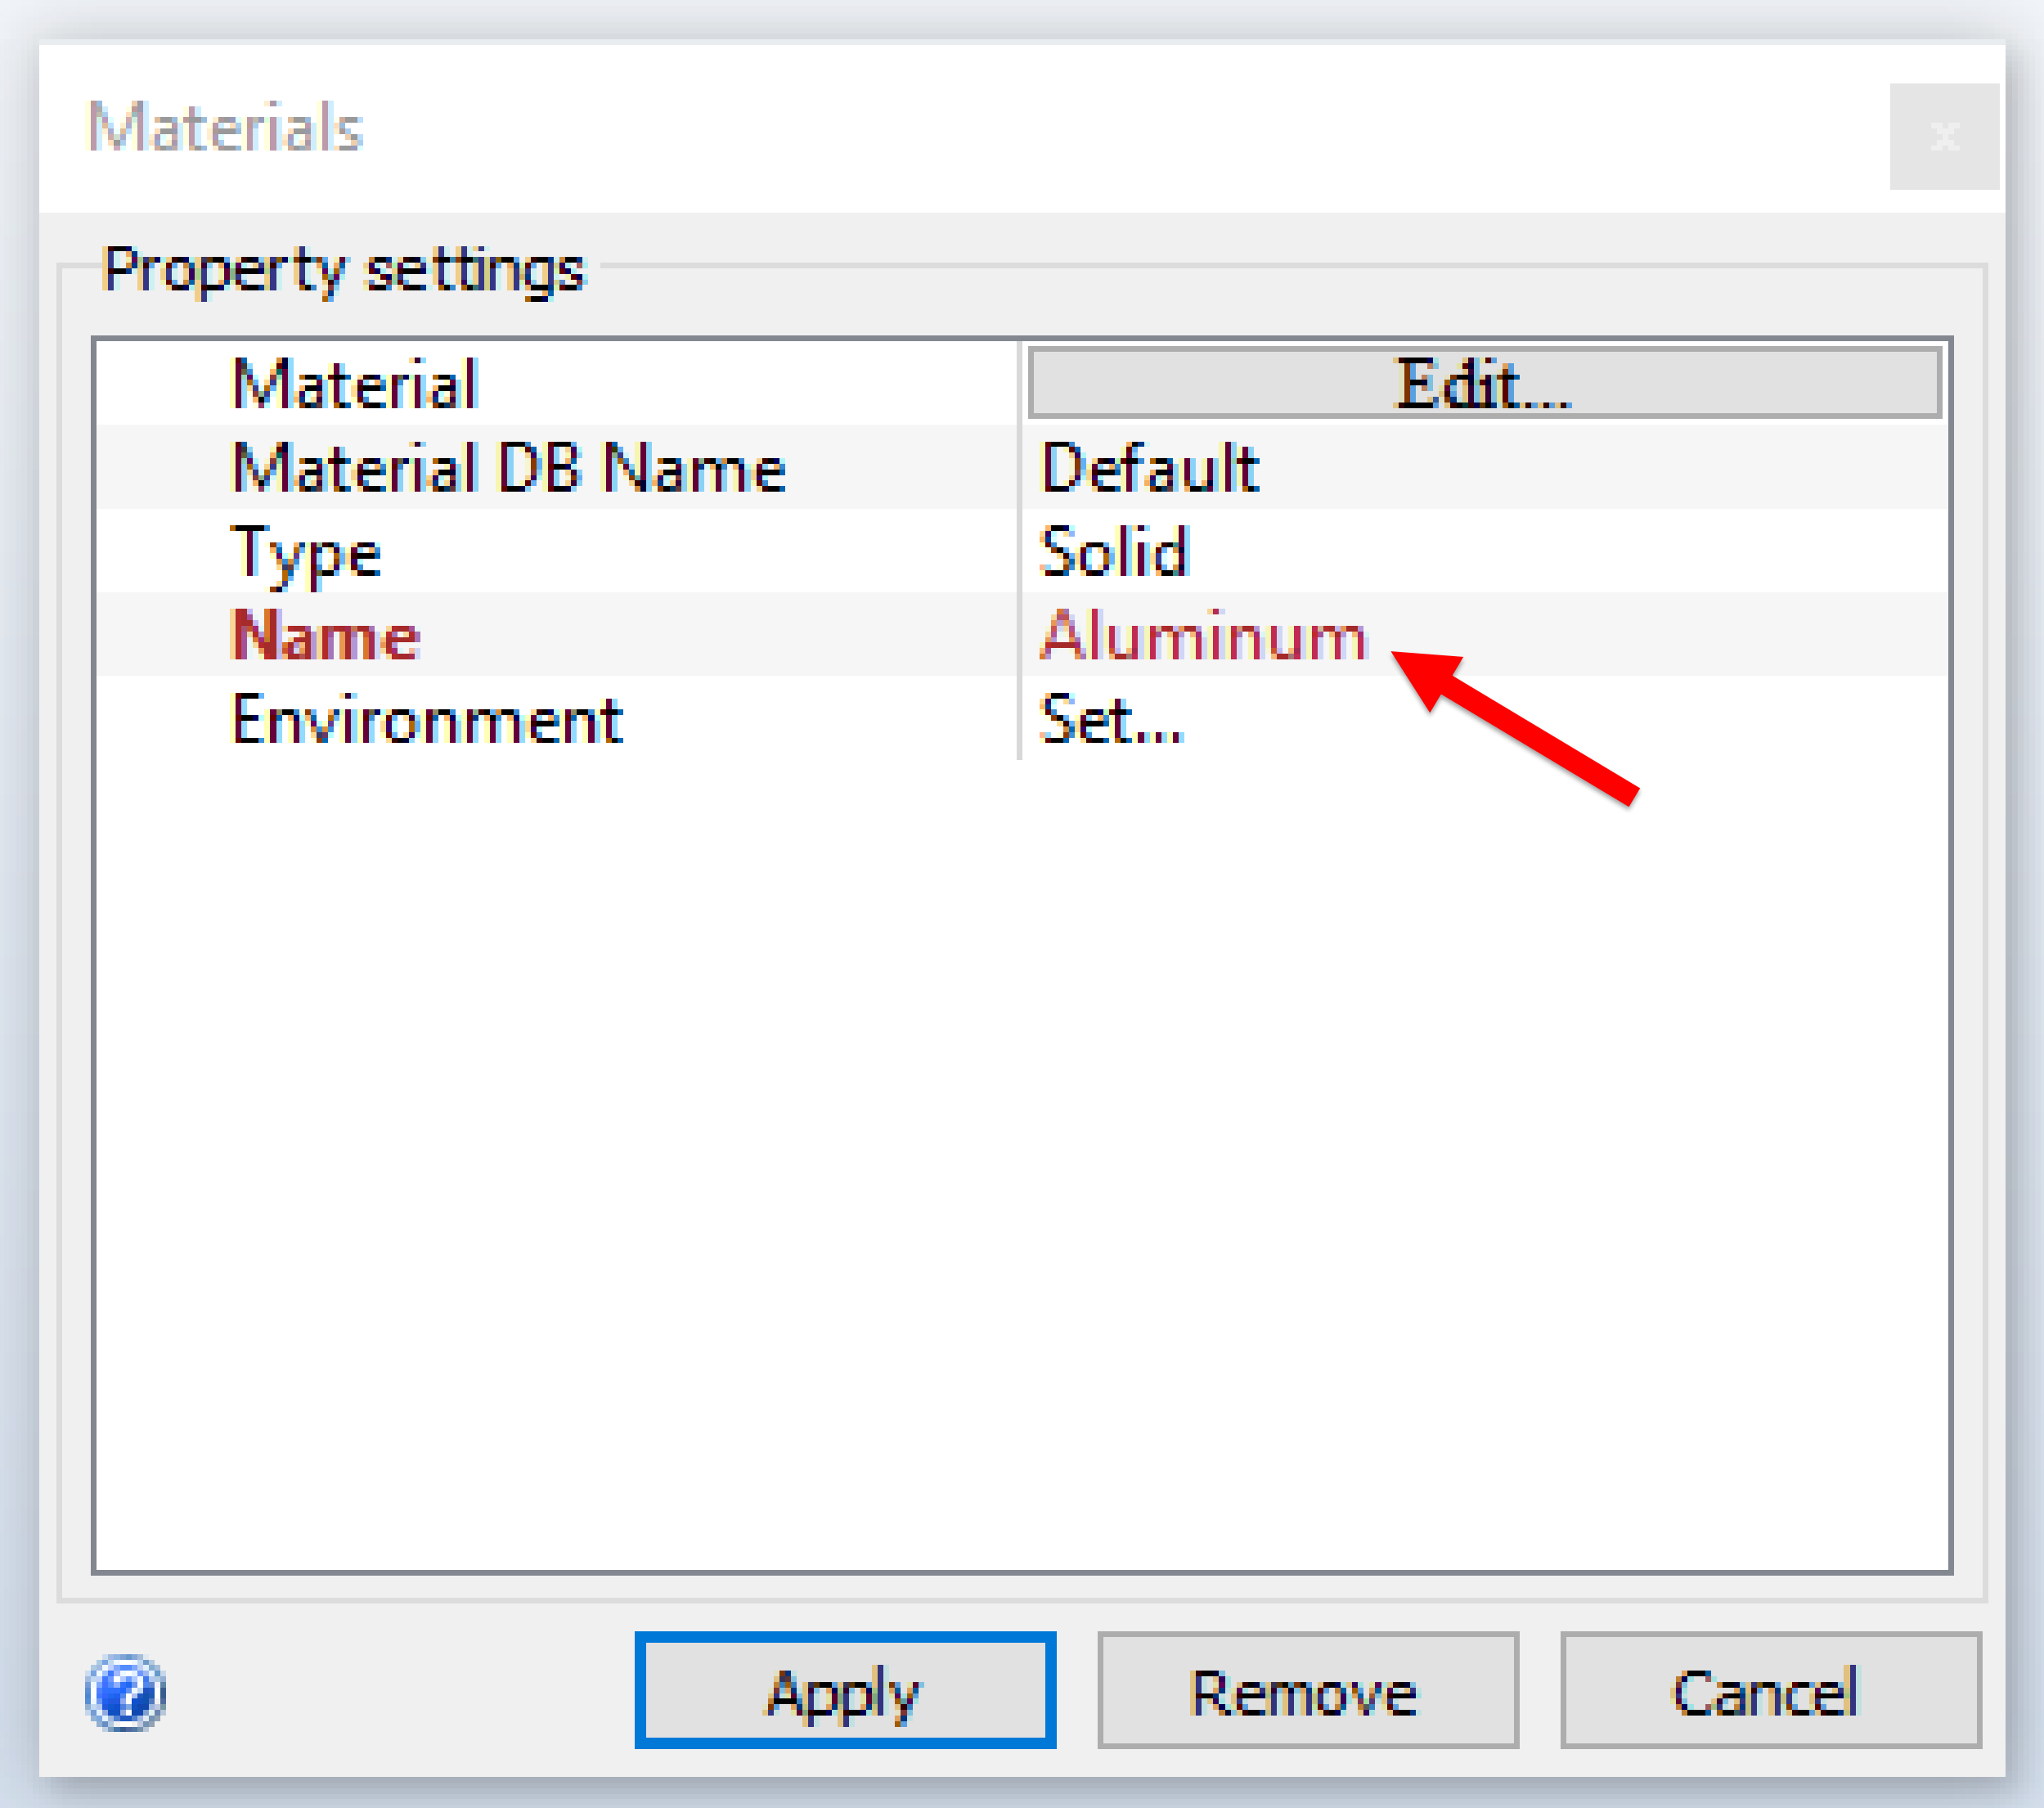 Materials
x
Property settings
Material Edit...
Material DB Name Default
Type Solid
Name Aluminum
Environment Set...
?
Apply Remove Cancel